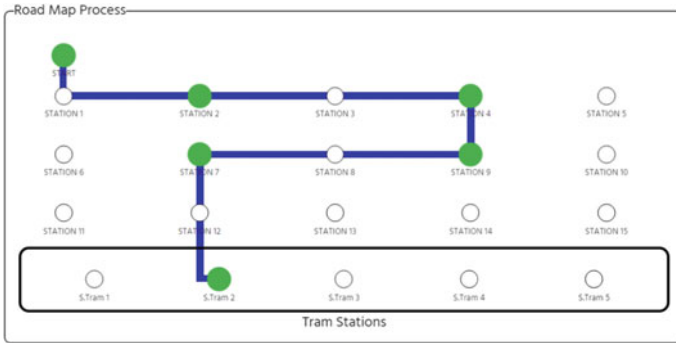 Road Map Process
START
STATION 1
STATION 2
STATION 3
STATION 4
STATION 5
STATION 6
STATION 7
STATION 8
STATION 9
STATION 10
STATION 11
STATION 12
STATION 13
STATION 14
STATION 15
S.Tram 1
S.Tram 2
S.Tram 3
S.Tram 4
S.Tram 5
Tram Stations